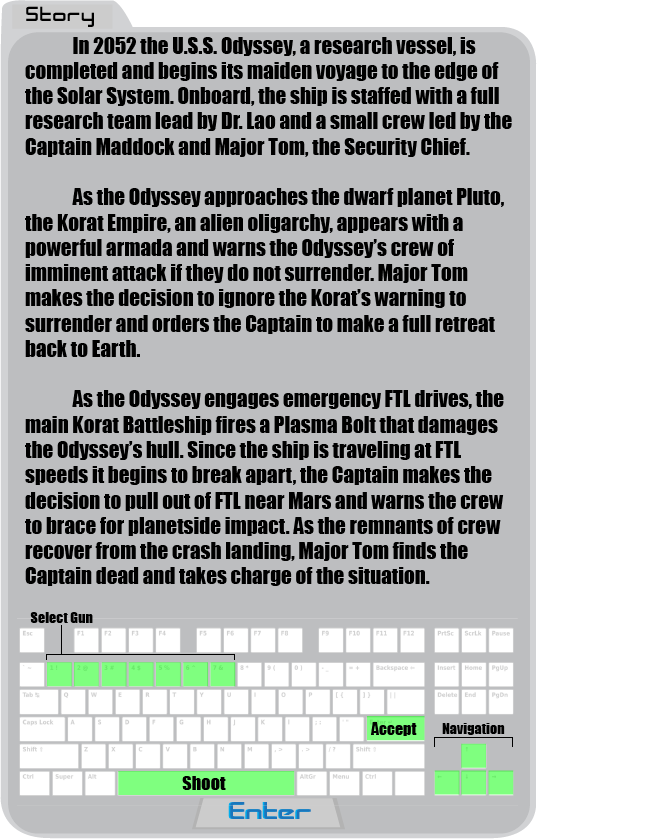 Story
In 2052 the U.S.S. Odyssey, a research vessel, is
completed and begins its maiden voyage to the edge of
the Solar System. Onboard, the ship is staffed with a full
research team lead by Dr. Lao and a small crew led by the
Captain Maddock and Major Tom, the Security Chief.
As the Odyssey approaches the dwarf planet Pluto,
the Korat Empire, an alien oligarchy, appears with a
powerful armada and warns the Odyssey's crew of
imminent attack if they do not surrender. Major Tom
makes the decision to ignore the Korat's warning to
surrender and orders the Captain to make a full retreat
back to Earth.
As the Odyssey engages emergency FTL drives, the
main Korat Battleship fires a Plasma Bolt that damages
the Odyssey's hull. Since the ship is traveling at FTL
speeds it begins to break apart, the Captain makes the
decision to pull out of FTL near Mars and warns the crew
to brace for planetside impact. As the remnants of crew
recover from the crash landing, Major Tom finds the
Captain dead and takes charge of the situation.
Select Gun
Esc F1 F2 F3 F4 F5 F6 F7 F8 F9 F10 F11 F12 PrtSc ScrLk Pause
8 * 9 ( 0 ) - _ = + Backspace Insert Home PgUp
Tab Q W E R T Y U I O P [ { ] } Delete End PgDn
Caps Lock A S D F G H J K l Accept Navigation
Shift Z X C V B N M , > . > / ? Shift
Ctrl Super Alt Shoot AltGr Menu Ctrl
Enter